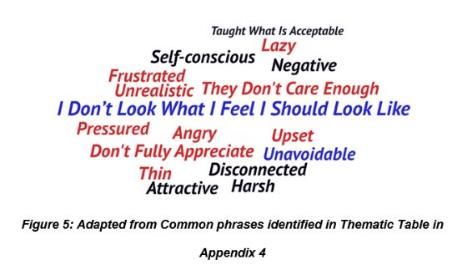 Taught What Is Acceptable
Lazy
Self-conscious
Negative
Frustrated
Unrealistic They Don't Care Enough
I Don't Look What I Feel I Should Look Like
Pressured Angry Upset
Don't Fully Appreciate Unavoidable
Thin Disconnected
Attractive Harsh
Figure 5: Adapted from Common phrases identified in Thematic Table in
Appendix 4